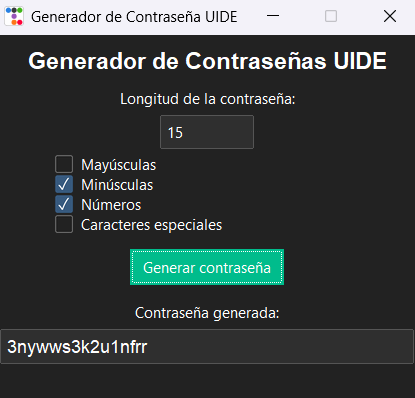 Generador de Contraseña UIDE
Generador de Contraseñas UIDE
Longitud de la contraseña:
15
Mayúsculas
Minúsculas
Números
Caracteres especiales
Generar contraseña
Contraseña generada:
3nywws3k2u1nfrr